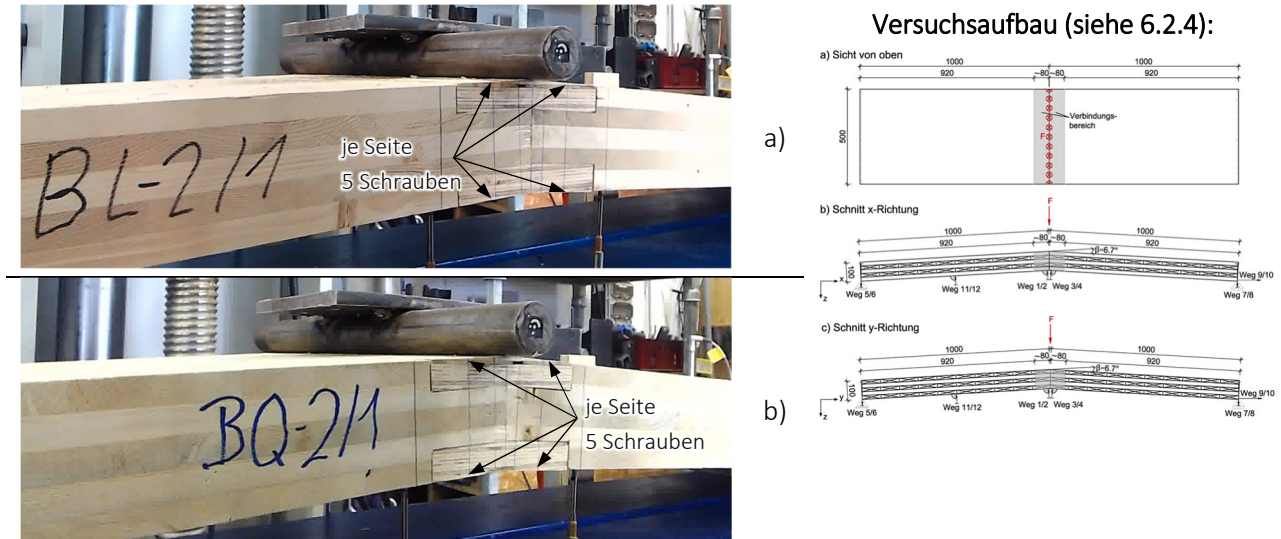 BL-2/1
je Seite
5 Schrauben
a)
BQ-2/1
je Seite
5 Schrauben
b)
Versuchsaufbau (siehe 6.2.4):
a) Sicht von oben
1000 1000
920 ~80 ~80 920
500
F
Verbindungs-
bereich
b) Schnitt x-Richtung
F
1000 1000
920 ~80 ~80 920
β~6.7°
100
x
z
Weg 5/6
Weg 11/12
Weg 1/2 Weg 3/4
Weg 9/10
Weg 7/8
c) Schnitt y-Richtung
F
1000 1000
920 ~80 ~80 920
β~6.7°
100
y
z
Weg 5/6
Weg 11/12
Weg 1/2 Weg 3/4
Weg 9/10
Weg 7/8